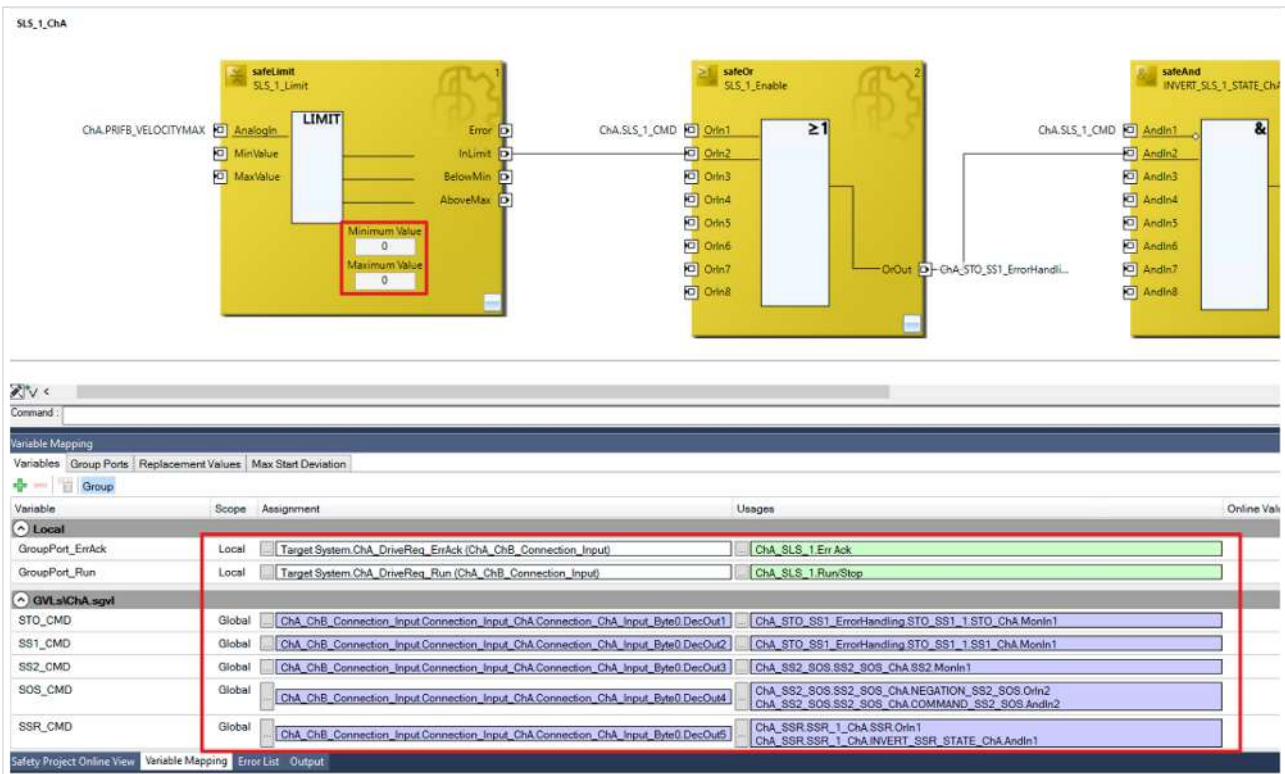 SLS_1_ChA
safeLimit 1
SLS_1_Limit
LIMIT
ChA.PRIFB_VELOCITYMAX AnalogIn Error
MinValue InLimit
MaxValue BelowMin
AboveMax
Minimum Value
0
Maximum Value
0
≥1 safeOr 2
SLS_1_Enable
≥1
ChA.SLS_1_CMD OrIn1
OrIn2
OrIn3
OrIn4
OrIn5
OrIn6
OrIn7 OrOut ChA_STO_SS1_ErrorHandli...
OrIn8
& safeAnd
INVERT_SLS_1_STATE_ChA
&
ChA.SLS_1_CMD AndIn1
AndIn2
AndIn3
AndIn4
AndIn5
AndIn6
AndIn7
AndIn8
Command :
Variable Mapping
Variables Group Ports Replacement Values Max Start Deviation
Group
Variable Scope Assignment Usages Online Val
Local
GroupPort_ErrAck Local ... Target System.ChA_DriveReq_ErrAck (ChA_ChB_Connection_Input) ... ChA_SLS_1.Err Ack
GroupPort_Run Local ... Target System.ChA_DriveReq_Run (ChA_ChB_Connection_Input) ... ChA_SLS_1.Run/Stop
GVLs\ChA.sgvl
STO_CMD Global ... ChA_ChB_Connection_Input.Connection_Input_ChA.Connection_ChA_Input_Byte0.DecOut1 ... ChA_STO_SS1_ErrorHandling.STO_SS1_1.STO_ChA.MonIn1
SS1_CMD Global ... ChA_ChB_Connection_Input.Connection_Input_ChA.Connection_ChA_Input_Byte0.DecOut2 ... ChA_STO_SS1_ErrorHandling.STO_SS1_1.SS1_ChA.MonIn1
SS2_CMD Global ... ChA_ChB_Connection_Input.Connection_Input_ChA.Connection_ChA_Input_Byte0.DecOut3 ... ChA_SS2_SOS.SS2_SOS_ChA.SS2.MonIn1
SOS_CMD Global ... ChA_ChB_Connection_Input.Connection_Input_ChA.Connection_ChA_Input_Byte0.DecOut4 ... ChA_SS2_SOS.SS2_SOS_ChA.NEGATION_SS2_SOS.OrIn2
ChA_SS2_SOS.SS2_SOS_ChA.COMMAND_SS2_SOS.AndIn2
SSR_CMD Global ... ChA_ChB_Connection_Input.Connection_Input_ChA.Connection_ChA_Input_Byte0.DecOut5 ... ChA_SSR.SSR_1_ChA.SSR.OrIn1
ChA_SSR.SSR_1_ChA.INVERT_SSR_STATE_ChA.AndIn1
Safety Project Online View Variable Mapping Error List Output